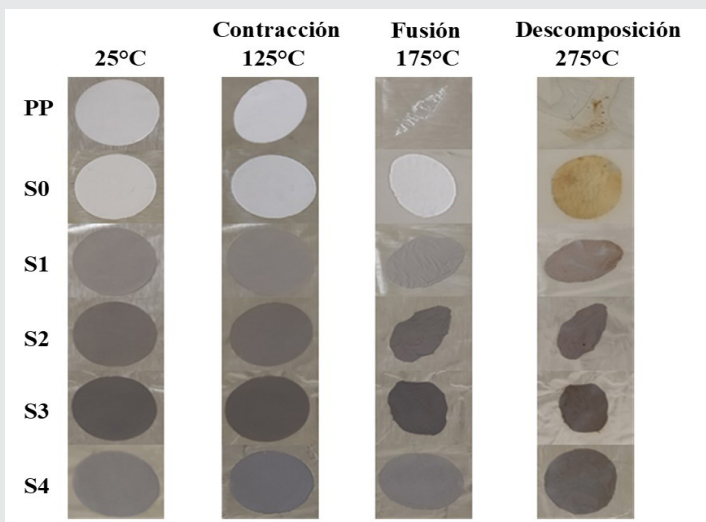 Contracción Fusión Descomposición
25°C 125°C 175°C 275°C
PP
S0
S1
S2
S3
S4